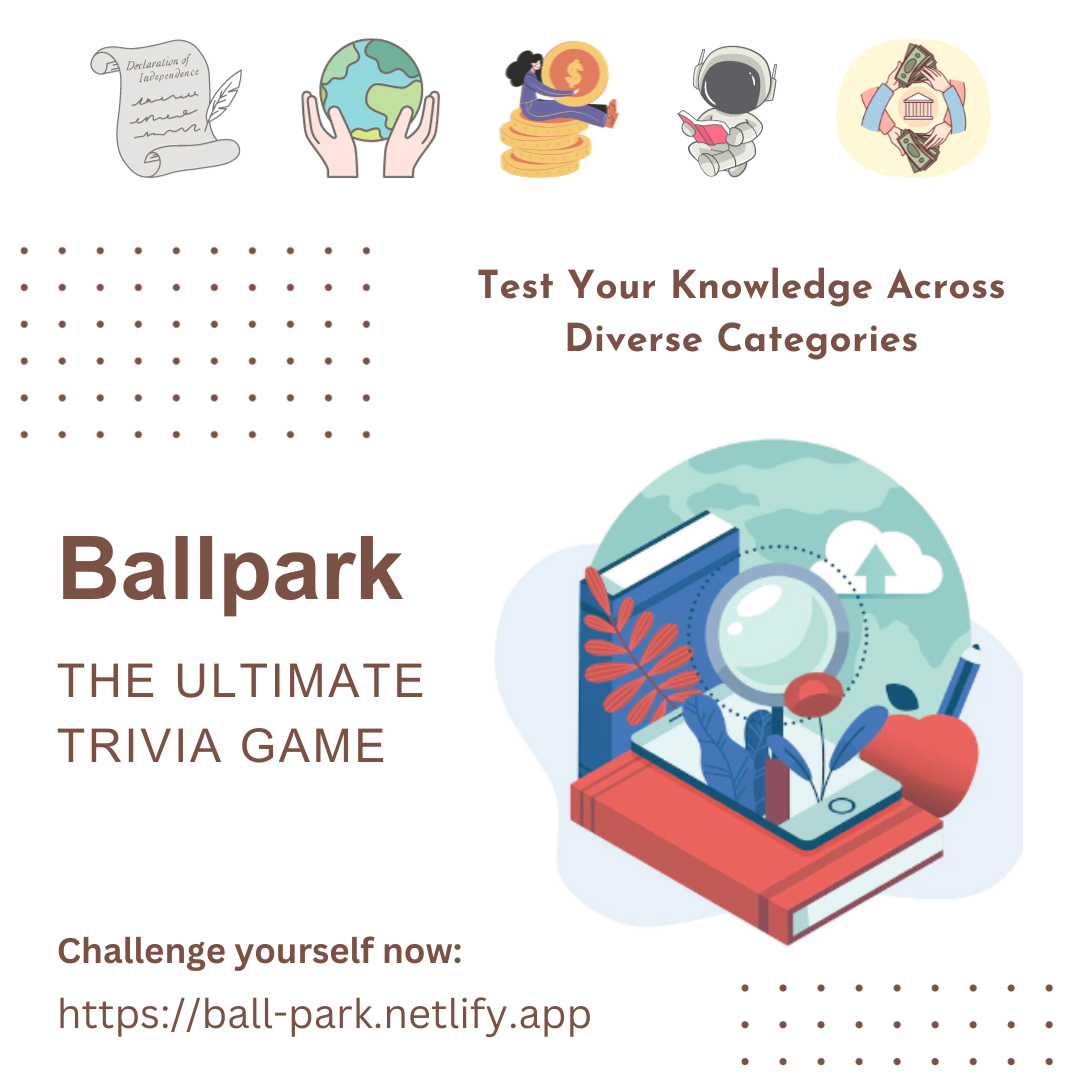 Declaration of
Independence
$
Test Your Knowledge Across
Diverse Categories
Ballpark
THE ULTIMATE
TRIVIA GAME
Challenge yourself now:
https://ball-park.netlify.app